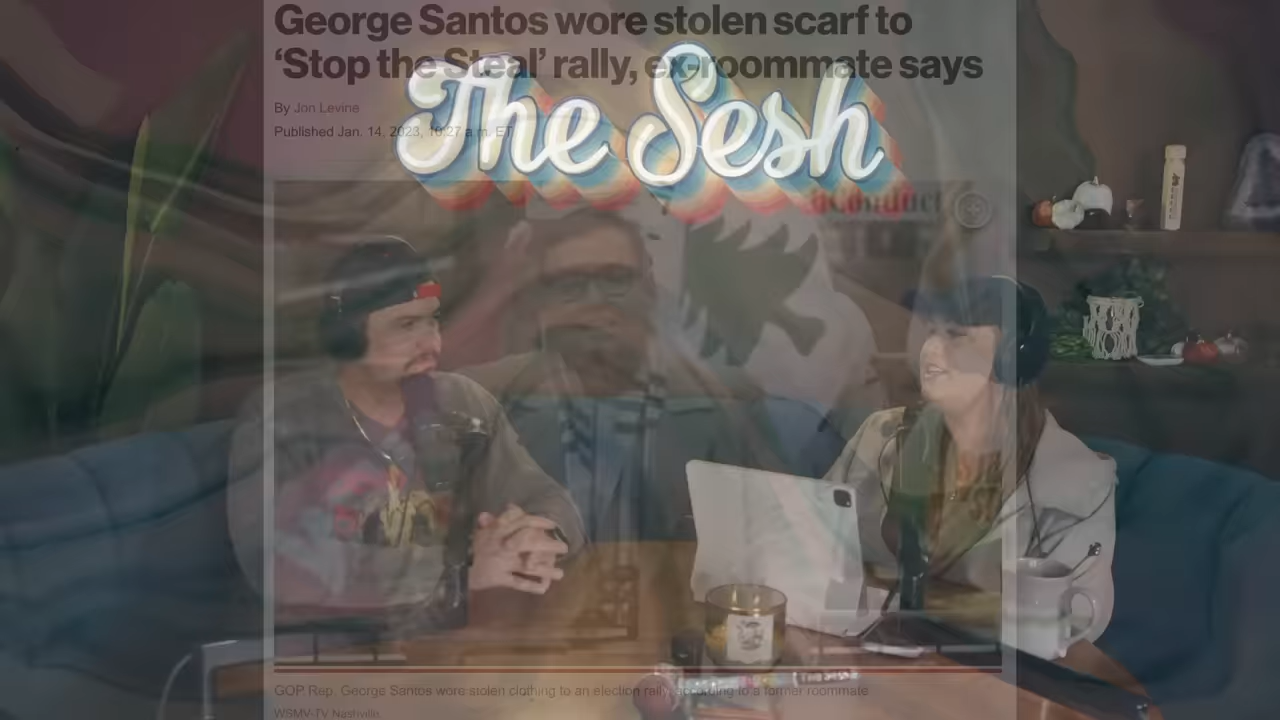 George Santos wore stolen scarf to
‘Stop the Steal’ rally, ex-roommate says
The Sesh
By Jon Levine
Published Jan. 14, 2023, 10:27 a.m. ET
GOP Rep. George Santos wore stolen clothing to an election rally, according to a former roommate.
WSMV-TV Nashville.
The Sesh